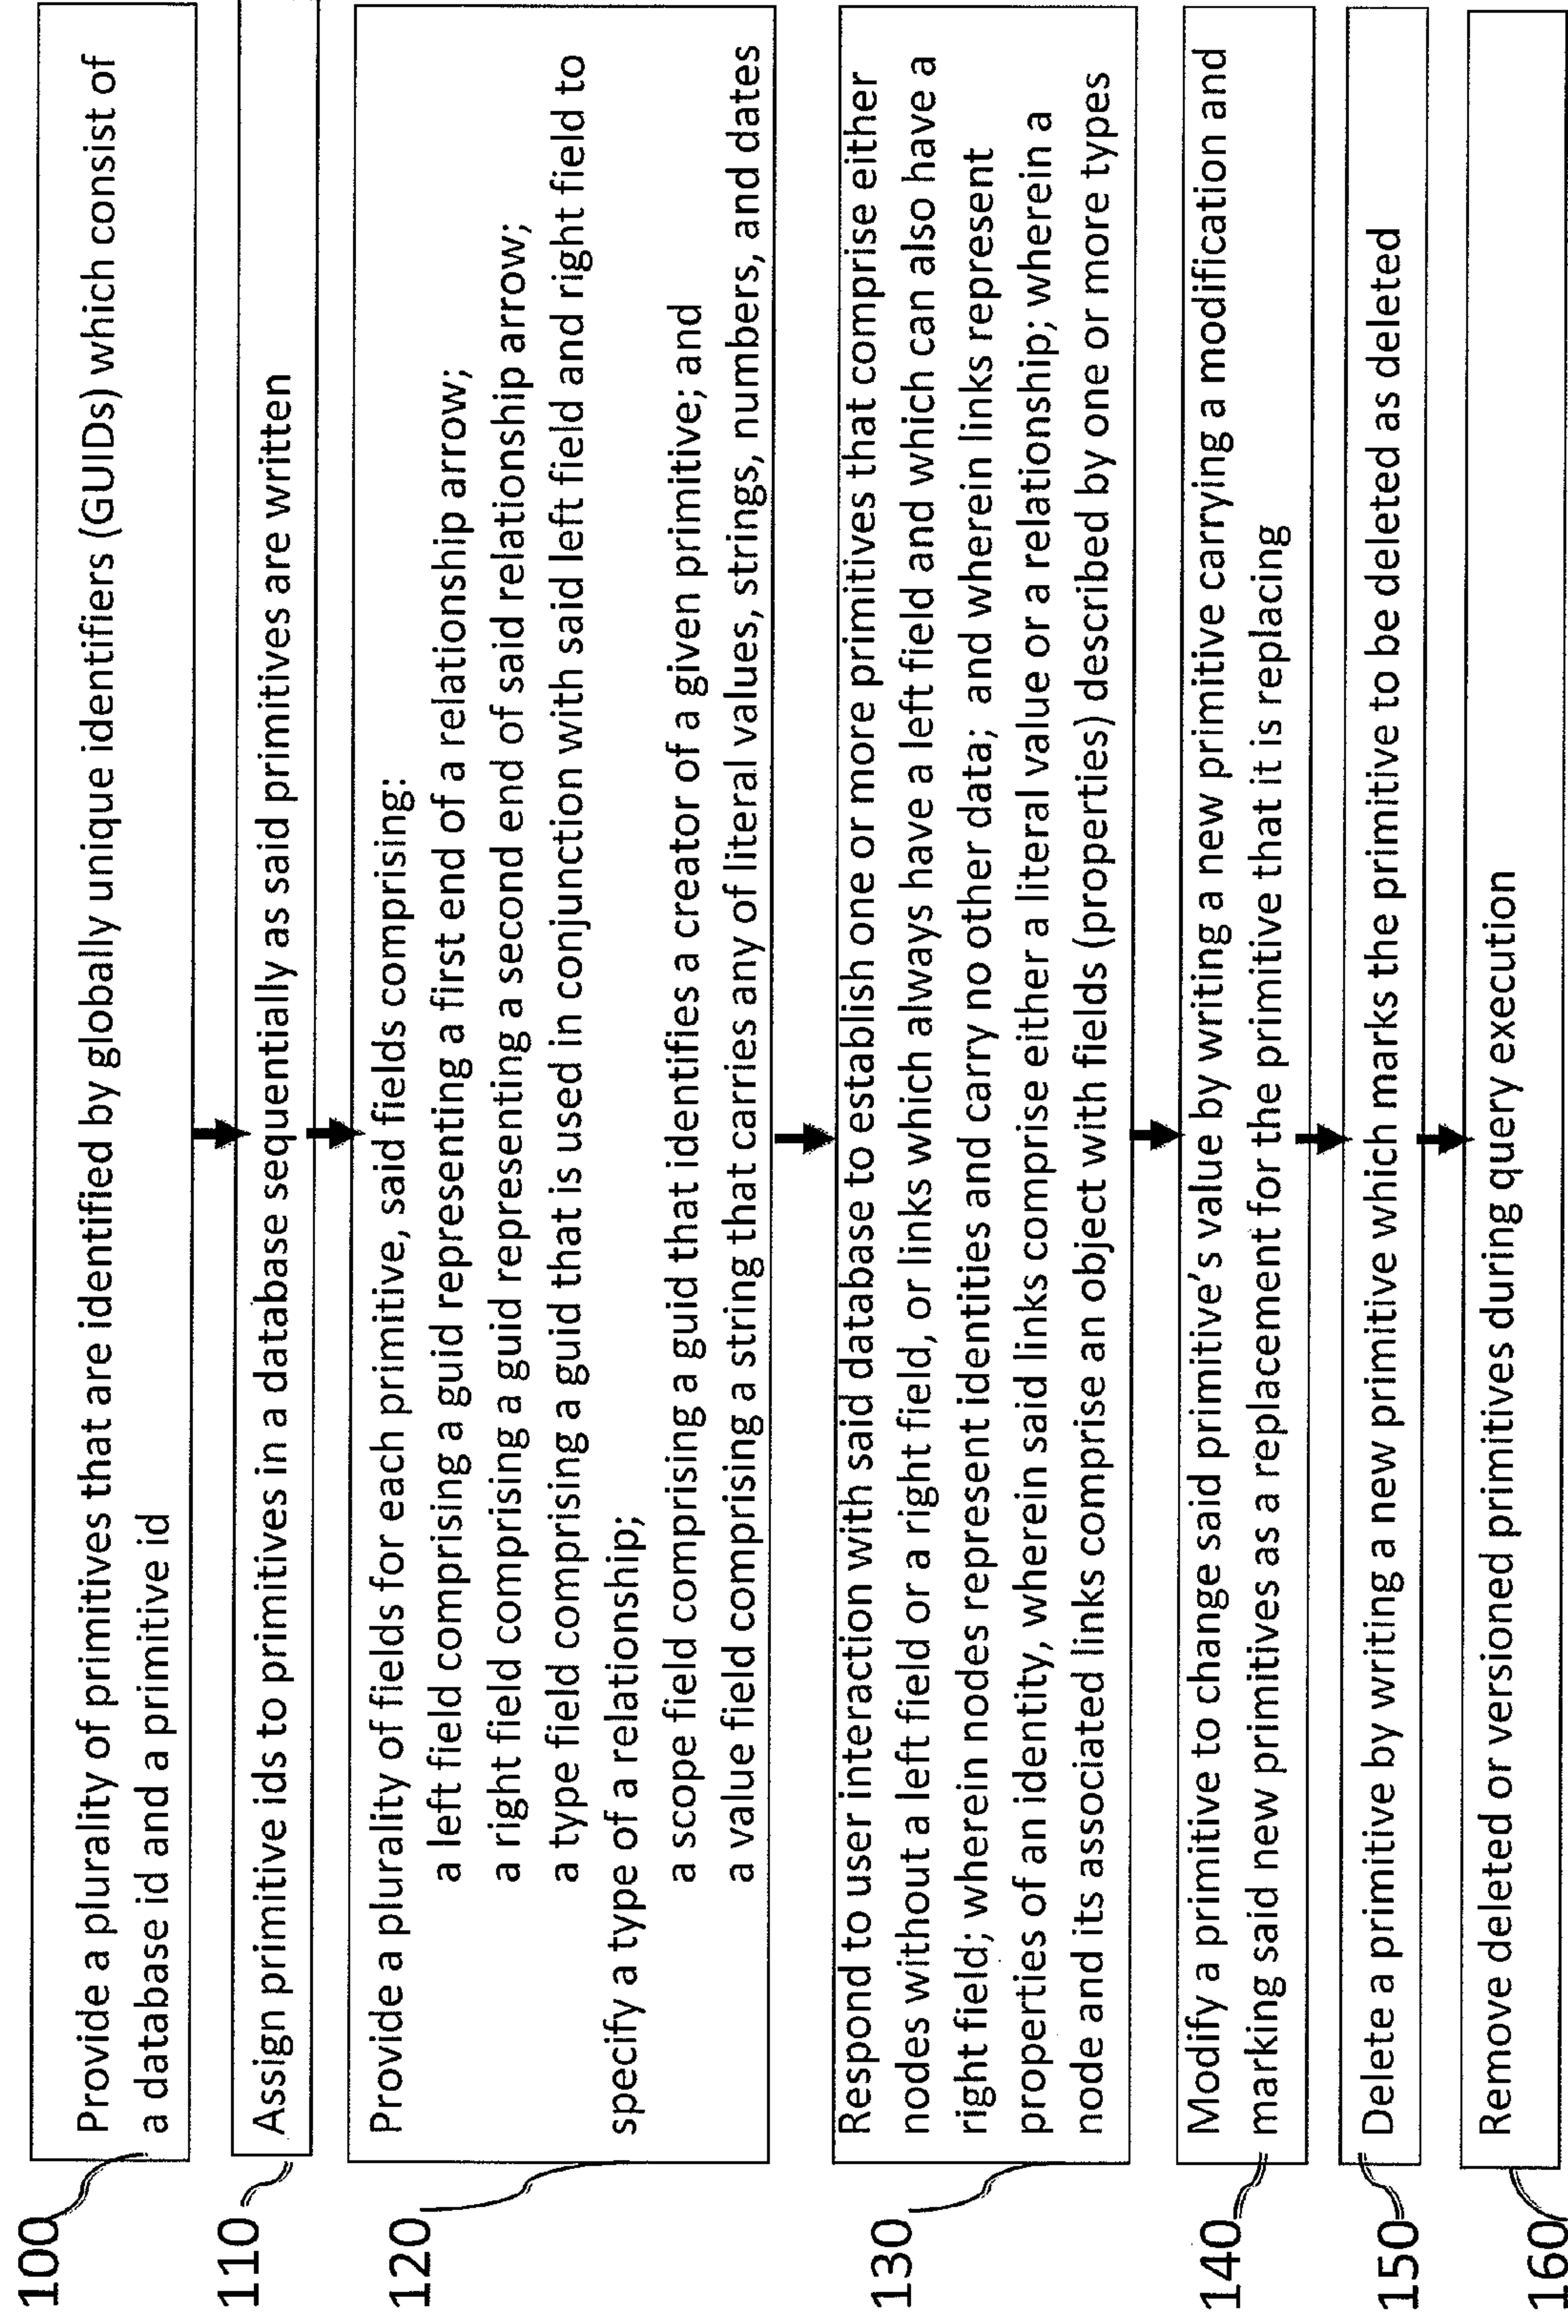 100
Provide a plurality of primitives that are identified by globally unique identifiers (GUIDs) which consist of
a database id and a primitive id
110
Assign primitive ids to primitives in a database sequentially as said primitives are written
120
Provide a plurality of fields for each primitive, said fields comprising:
a left field comprising a guid representing a first end of a relationship arrow;
a right field comprising a guid representing a second end of said relationship arrow;
a type field comprising a guid that is used in conjunction with said left field and right field to
specify a type of a relationship;
a scope field comprising a guid that identifies a creator of a given primitive; and
a value field comprising a string that carries any of literal values, strings, numbers, and dates
130
Respond to user interaction with said database to establish one or more primitives that comprise either
nodes without a left field or a right field, or links which always have a left field and which can also have a
right field; wherein nodes represent identities and carry no other data; and wherein links represent
properties of an identity, wherein said links comprise either a literal value or a relationship; wherein a
node and its associated links comprise an object with fields (properties) described by one or more types
140
Modify a primitive to change said primitive's value by writing a new primitive carrying a modification and
marking said new primitives as a replacement for the primitive that it is replacing
150
Delete a primitive by writing a new primitive which marks the primitive to be deleted as deleted
160
Remove deleted or versioned primitives during query execution